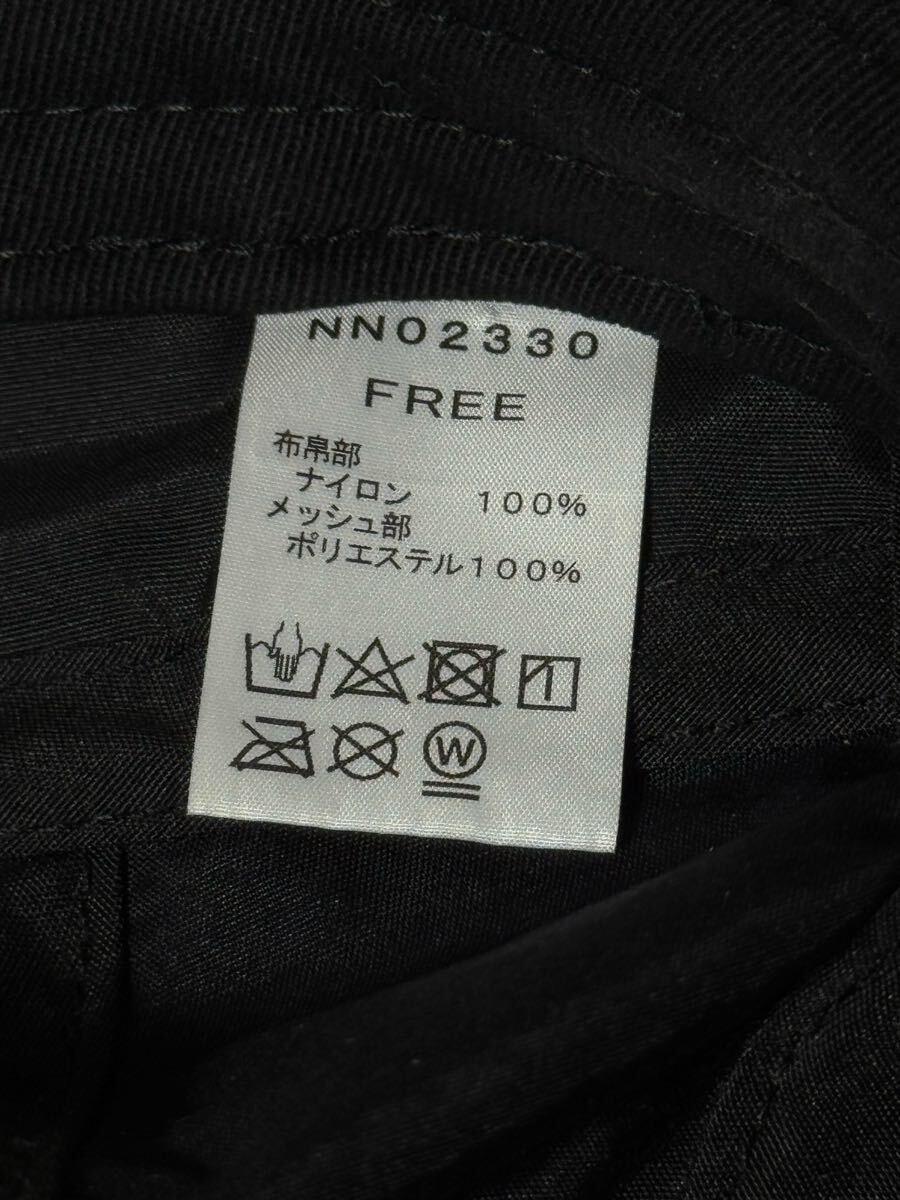 NN02330
FREE
布帛部
ナイロン 100%
メッシュ部
ポリエステル100%
W